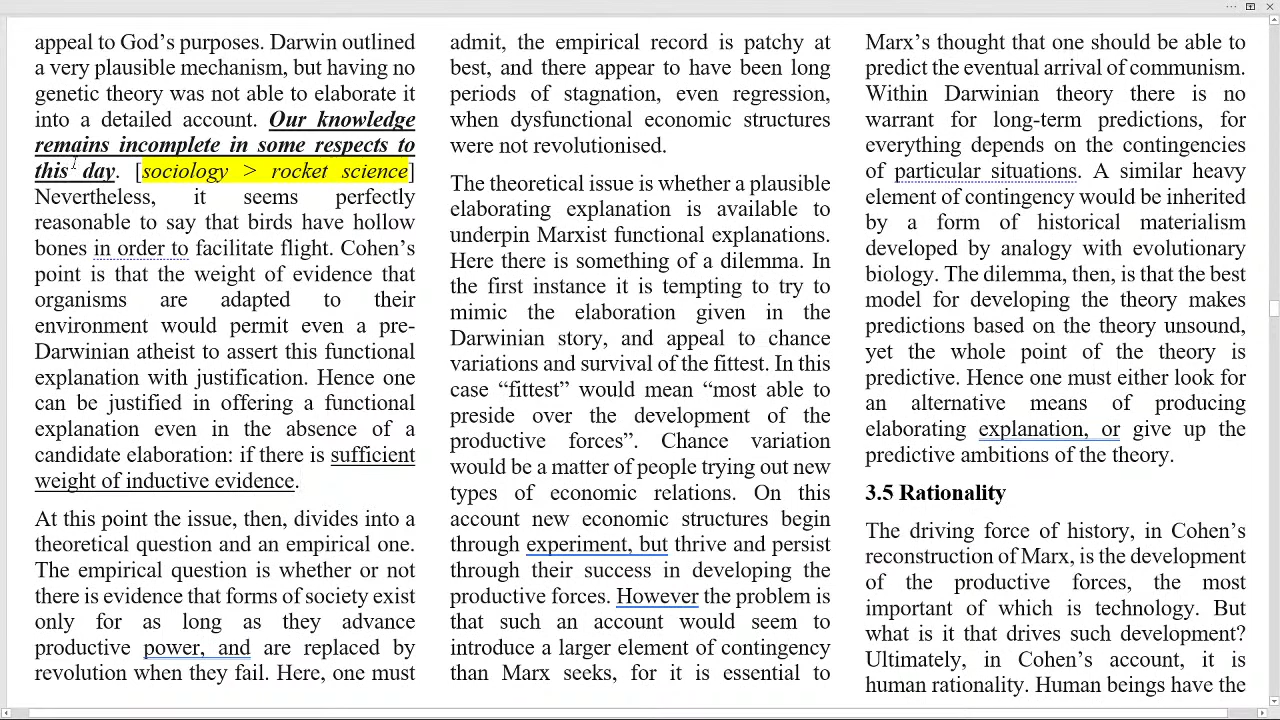 appeal to God’s purposes. Darwin outlined
a very plausible mechanism, but having no
genetic theory was not able to elaborate it
into a detailed account. Our knowledge
remains incomplete in some respects to
this day. [sociology > rocket science]
Nevertheless, it seems perfectly
reasonable to say that birds have hollow
bones in order to facilitate flight. Cohen’s
point is that the weight of evidence that
organisms are adapted to their
environment would permit even a pre-
Darwinian atheist to assert this functional
explanation with justification. Hence one
can be justified in offering a functional
explanation even in the absence of a
candidate elaboration: if there is sufficient
weight of inductive evidence.
At this point the issue, then, divides into a
theoretical question and an empirical one.
The empirical question is whether or not
there is evidence that forms of society exist
only for as long as they advance
productive power, and are replaced by
revolution when they fail. Here, one must
admit, the empirical record is patchy at
best, and there appear to have been long
periods of stagnation, even regression,
when dysfunctional economic structures
were not revolutionised.
The theoretical issue is whether a plausible
elaborating explanation is available to
underpin Marxist functional explanations.
Here there is something of a dilemma. In
the first instance it is tempting to try to
mimic the elaboration given in the
Darwinian story, and appeal to chance
variations and survival of the fittest. In this
case “fittest” would mean “most able to
preside over the development of the
productive forces”. Chance variation
would be a matter of people trying out new
types of economic relations. On this
account new economic structures begin
through experiment, but thrive and persist
through their success in developing the
productive forces. However the problem is
that such an account would seem to
introduce a larger element of contingency
than Marx seeks, for it is essential to
Marx’s thought that one should be able to
predict the eventual arrival of communism.
Within Darwinian theory there is no
warrant for long-term predictions, for
everything depends on the contingencies
of particular situations. A similar heavy
element of contingency would be inherited
by a form of historical materialism
developed by analogy with evolutionary
biology. The dilemma, then, is that the best
model for developing the theory makes
predictions based on the theory unsound,
yet the whole point of the theory is
predictive. Hence one must either look for
an alternative means of producing
elaborating explanation, or give up the
predictive ambitions of the theory.
3.5 Rationality
The driving force of history, in Cohen’s
reconstruction of Marx, is the development
of the productive forces, the most
important of which is technology. But
what is it that drives such development?
Ultimately, in Cohen’s account, it is
human rationality. Human beings have the